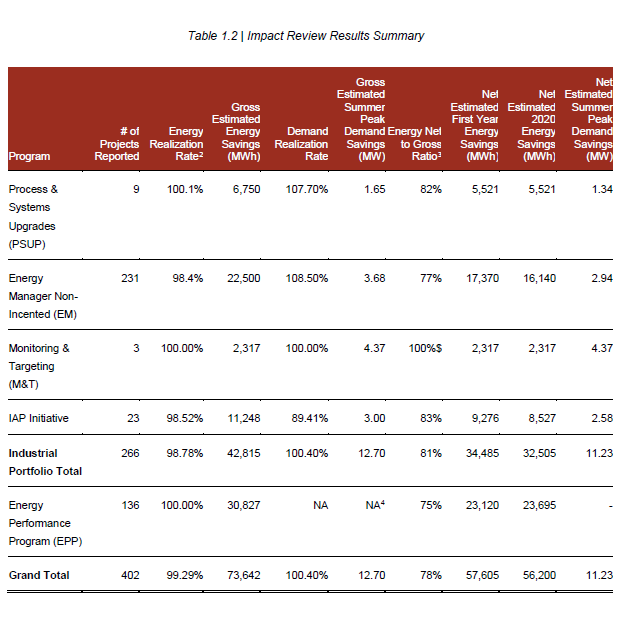 Table 1.2 | Impact Review Results Summary
Program # of Projects Reported Energy Realization Rate² Gross Estimated Energy Savings (MWh) Demand Realization Rate Gross Estimated Summer Peak Demand Savings (MW) Energy Net to Gross Ratio³ Net Estimated First Year Energy Savings (MWh) Net Estimated 2020 Energy Savings (MWh) Net Estimated Summer Peak Demand Savings (MW)
Process & 9 100.1% 6,750 107.70% 1.65 82% 5,521 5,521 1.34
Systems
Upgrades
(PSUP)
Energy 231 98.4% 22,500 108.50% 3.68 77% 17,370 16,140 2.94
Manager Non-
Incented (EM)
Monitoring & 3 100.00% 2,317 100.00% 4.37 100%$ 2,317 2,317 4.37
Targeting
(M&T)
IAP Initiative 23 98.52% 11,248 89.41% 3.00 83% 9,276 8,527 2.58
Industrial 266 98.78% 42,815 100.40% 12.70 81% 34,485 32,505 11.23
Portfolio Total
Energy 136 100.00% 30,827 NA NA⁴ 75% 23,120 23,695 -
Performance
Program (EPP)
Grand Total 402 99.29% 73,642 100.40% 12.70 78% 57,605 56,200 11.23